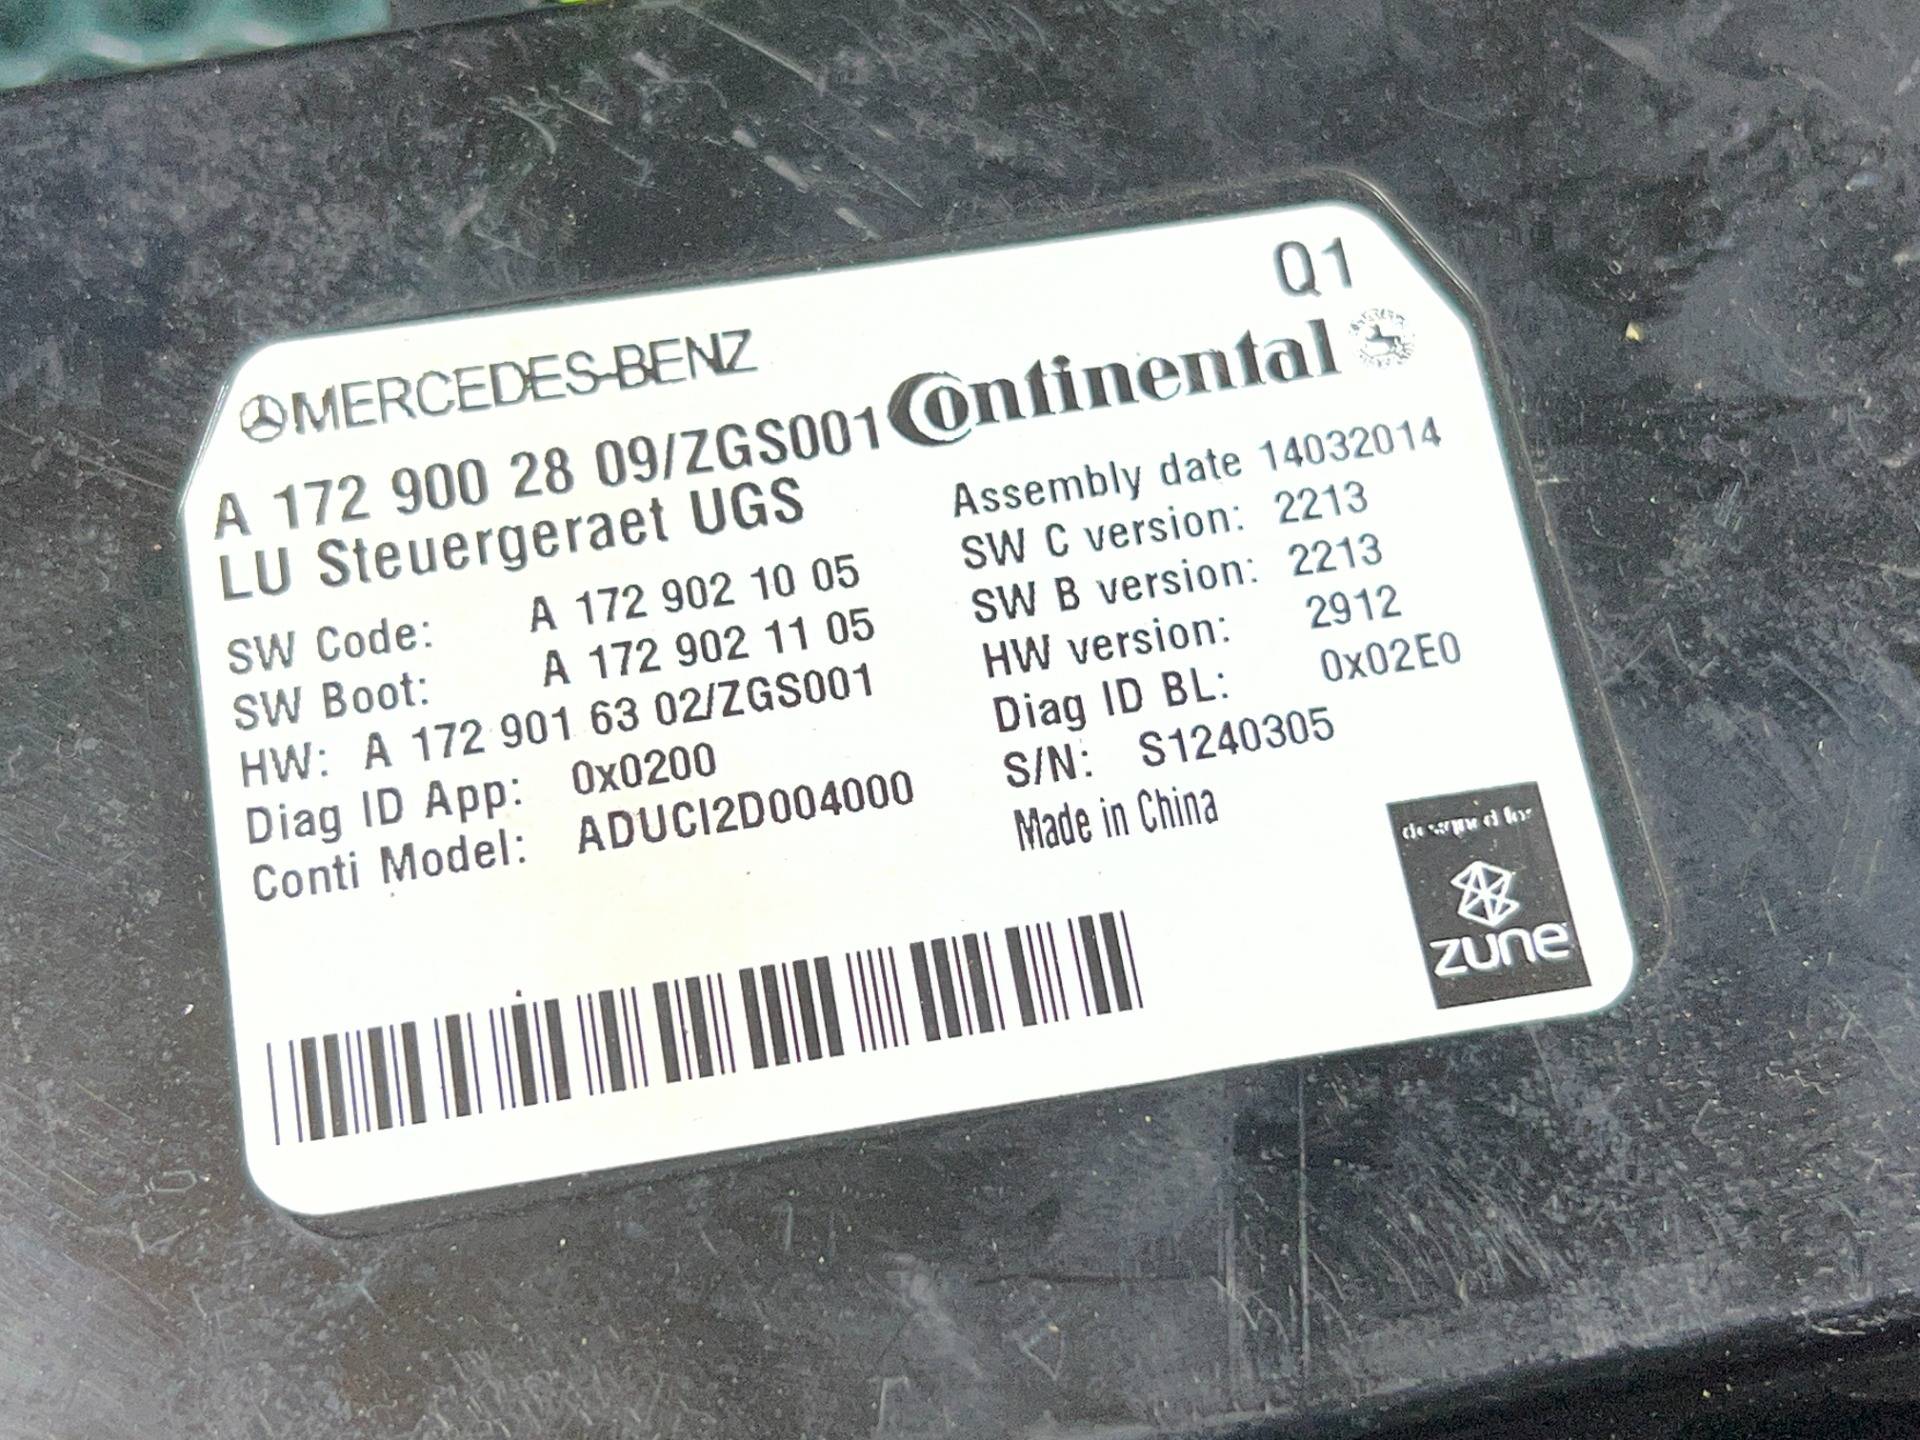 Q1
MERCEDES-BENZ
Continental
A 172 900 28 09/ZGS001
LU Steuergeraet UGS
SW Code: A 172 902 10 05
SW Boot: A 172 902 11 05
HW: A 172 901 63 02/ZGS001
Diag ID App: 0x0200
Conti Model: ADUCI2D004000
Assembly date 14032014
SW C version: 2213
SW B version: 2213
HW version: 2912
Diag ID BL: 0x02E0
S/N: S1240305
Made in China
designed for
zune